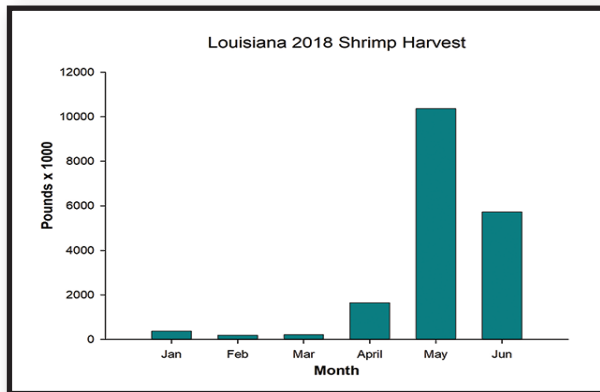 Louisiana 2018 Shrimp Harvest
Pounds x 1000
12000
10000
8000
6000
4000
2000
0
Jan Feb Mar April May Jun
Month